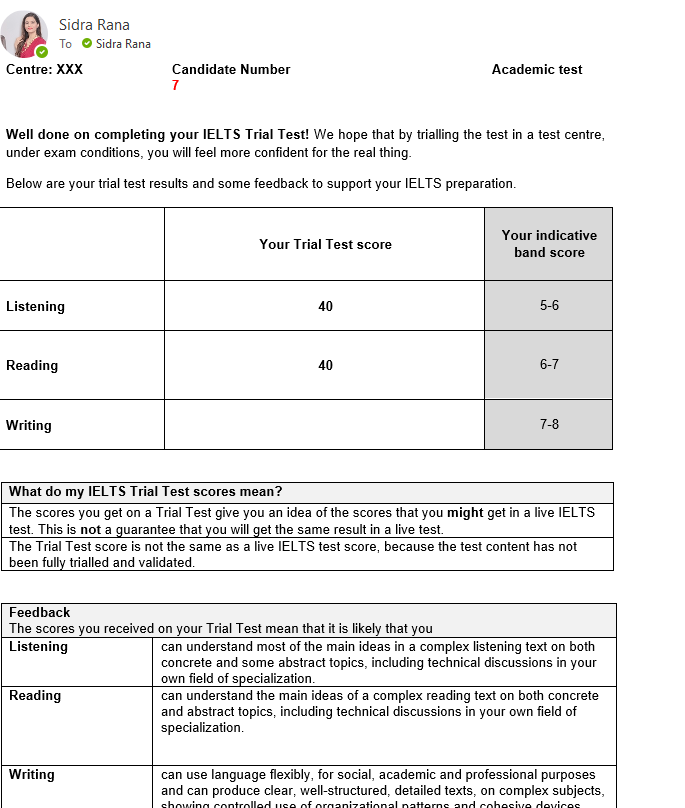 Sidra Rana
To Sidra Rana
Centre: XXX Candidate Number Academic test
7
Well done on completing your IELTS Trial Test! We hope that by trialling the test in a test centre,
under exam conditions, you will feel more confident for the real thing.
Below are your trial test results and some feedback to support your IELTS preparation.
Your Trial Test score
Your indicative
band score
Listening 40 5-6
Reading 40 6-7
Writing 7-8
What do my IELTS Trial Test scores mean?
The scores you get on a Trial Test give you an idea of the scores that you might get in a live IELTS
test. This is not a guarantee that you will get the same result in a live test.
The Trial Test score is not the same as a live IELTS test score, because the test content has not
been fully trialled and validated.
Feedback
The scores you received on your Trial Test mean that it is likely that you
Listening can understand most of the main ideas in a complex listening text on both
concrete and some abstract topics, including technical discussions in your
own field of specialization.
Reading can understand the main ideas of a complex reading text on both concrete
and abstract topics, including technical discussions in your own field of
specialization.
Writing can use language flexibly, for social, academic and professional purposes
and can produce clear, well-structured, detailed texts, on complex subjects,
showing controlled use of organizational patterns and cohesive devices